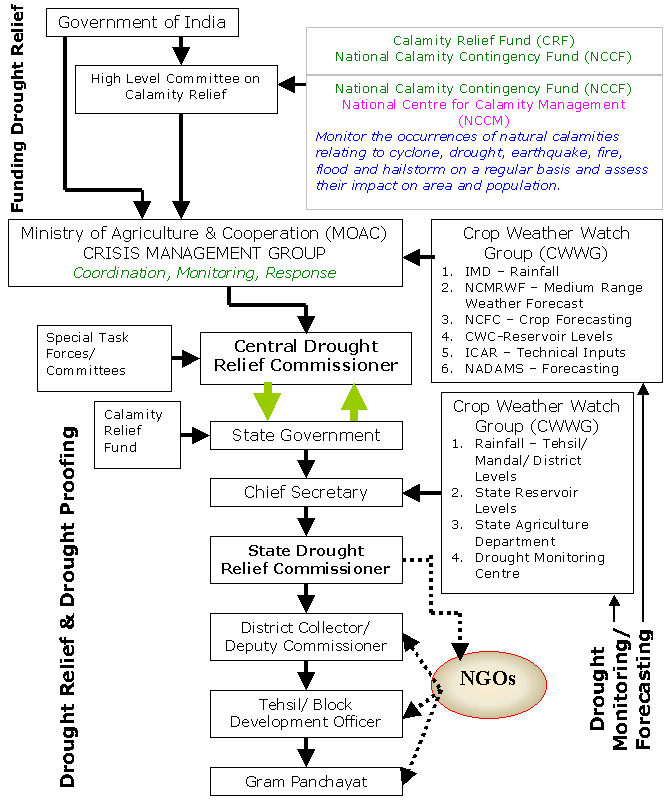 Government of India
Calamity Relief Fund (CRF)
National Calamity Contingency Fund (NCCF)
High Level Committee on
Calamity Relief
National Calamity Contingency Fund (NCCF)
National Centre for Calamity Management
(NCCM)
Monitor the occurrences of natural calamities
relating to cyclone, drought, earthquake, fire,
flood and hailstorm on a regular basis and assess
their impact on area and population.
Funding Drought Relief
Ministry of Agriculture & Cooperation (MOAC)
CRISIS MANAGEMENT GROUP
Coordination, Monitoring, Response
Crop Weather Watch
Group (CWWG)
1. IMD – Rainfall
2. NCMRWF – Medium Range
Weather Forecast
3. NCFC – Crop Forecasting
4. CWC-Reservoir Levels
5. ICAR – Technical Inputs
6. NADAMS – Forecasting
Special Task
Forces/
Committees
Central Drought
Relief Commissioner
Calamity
Relief
Fund
State Government
Crop Weather Watch
Group (CWWG)
1. Rainfall – Tehsil/
Mandal/ District
Levels
2. State Reservoir
Levels
3. State Agriculture
Department
4. Drought Monitoring
Centre
Chief Secretary
State Drought
Relief Commissioner
District Collector/
Deputy Commissioner
NGOs
Tehsil/ Block
Development Officer
Gram Panchayat
Drought Relief & Drought Proofing
Drought
Monitoring/
Forecasting